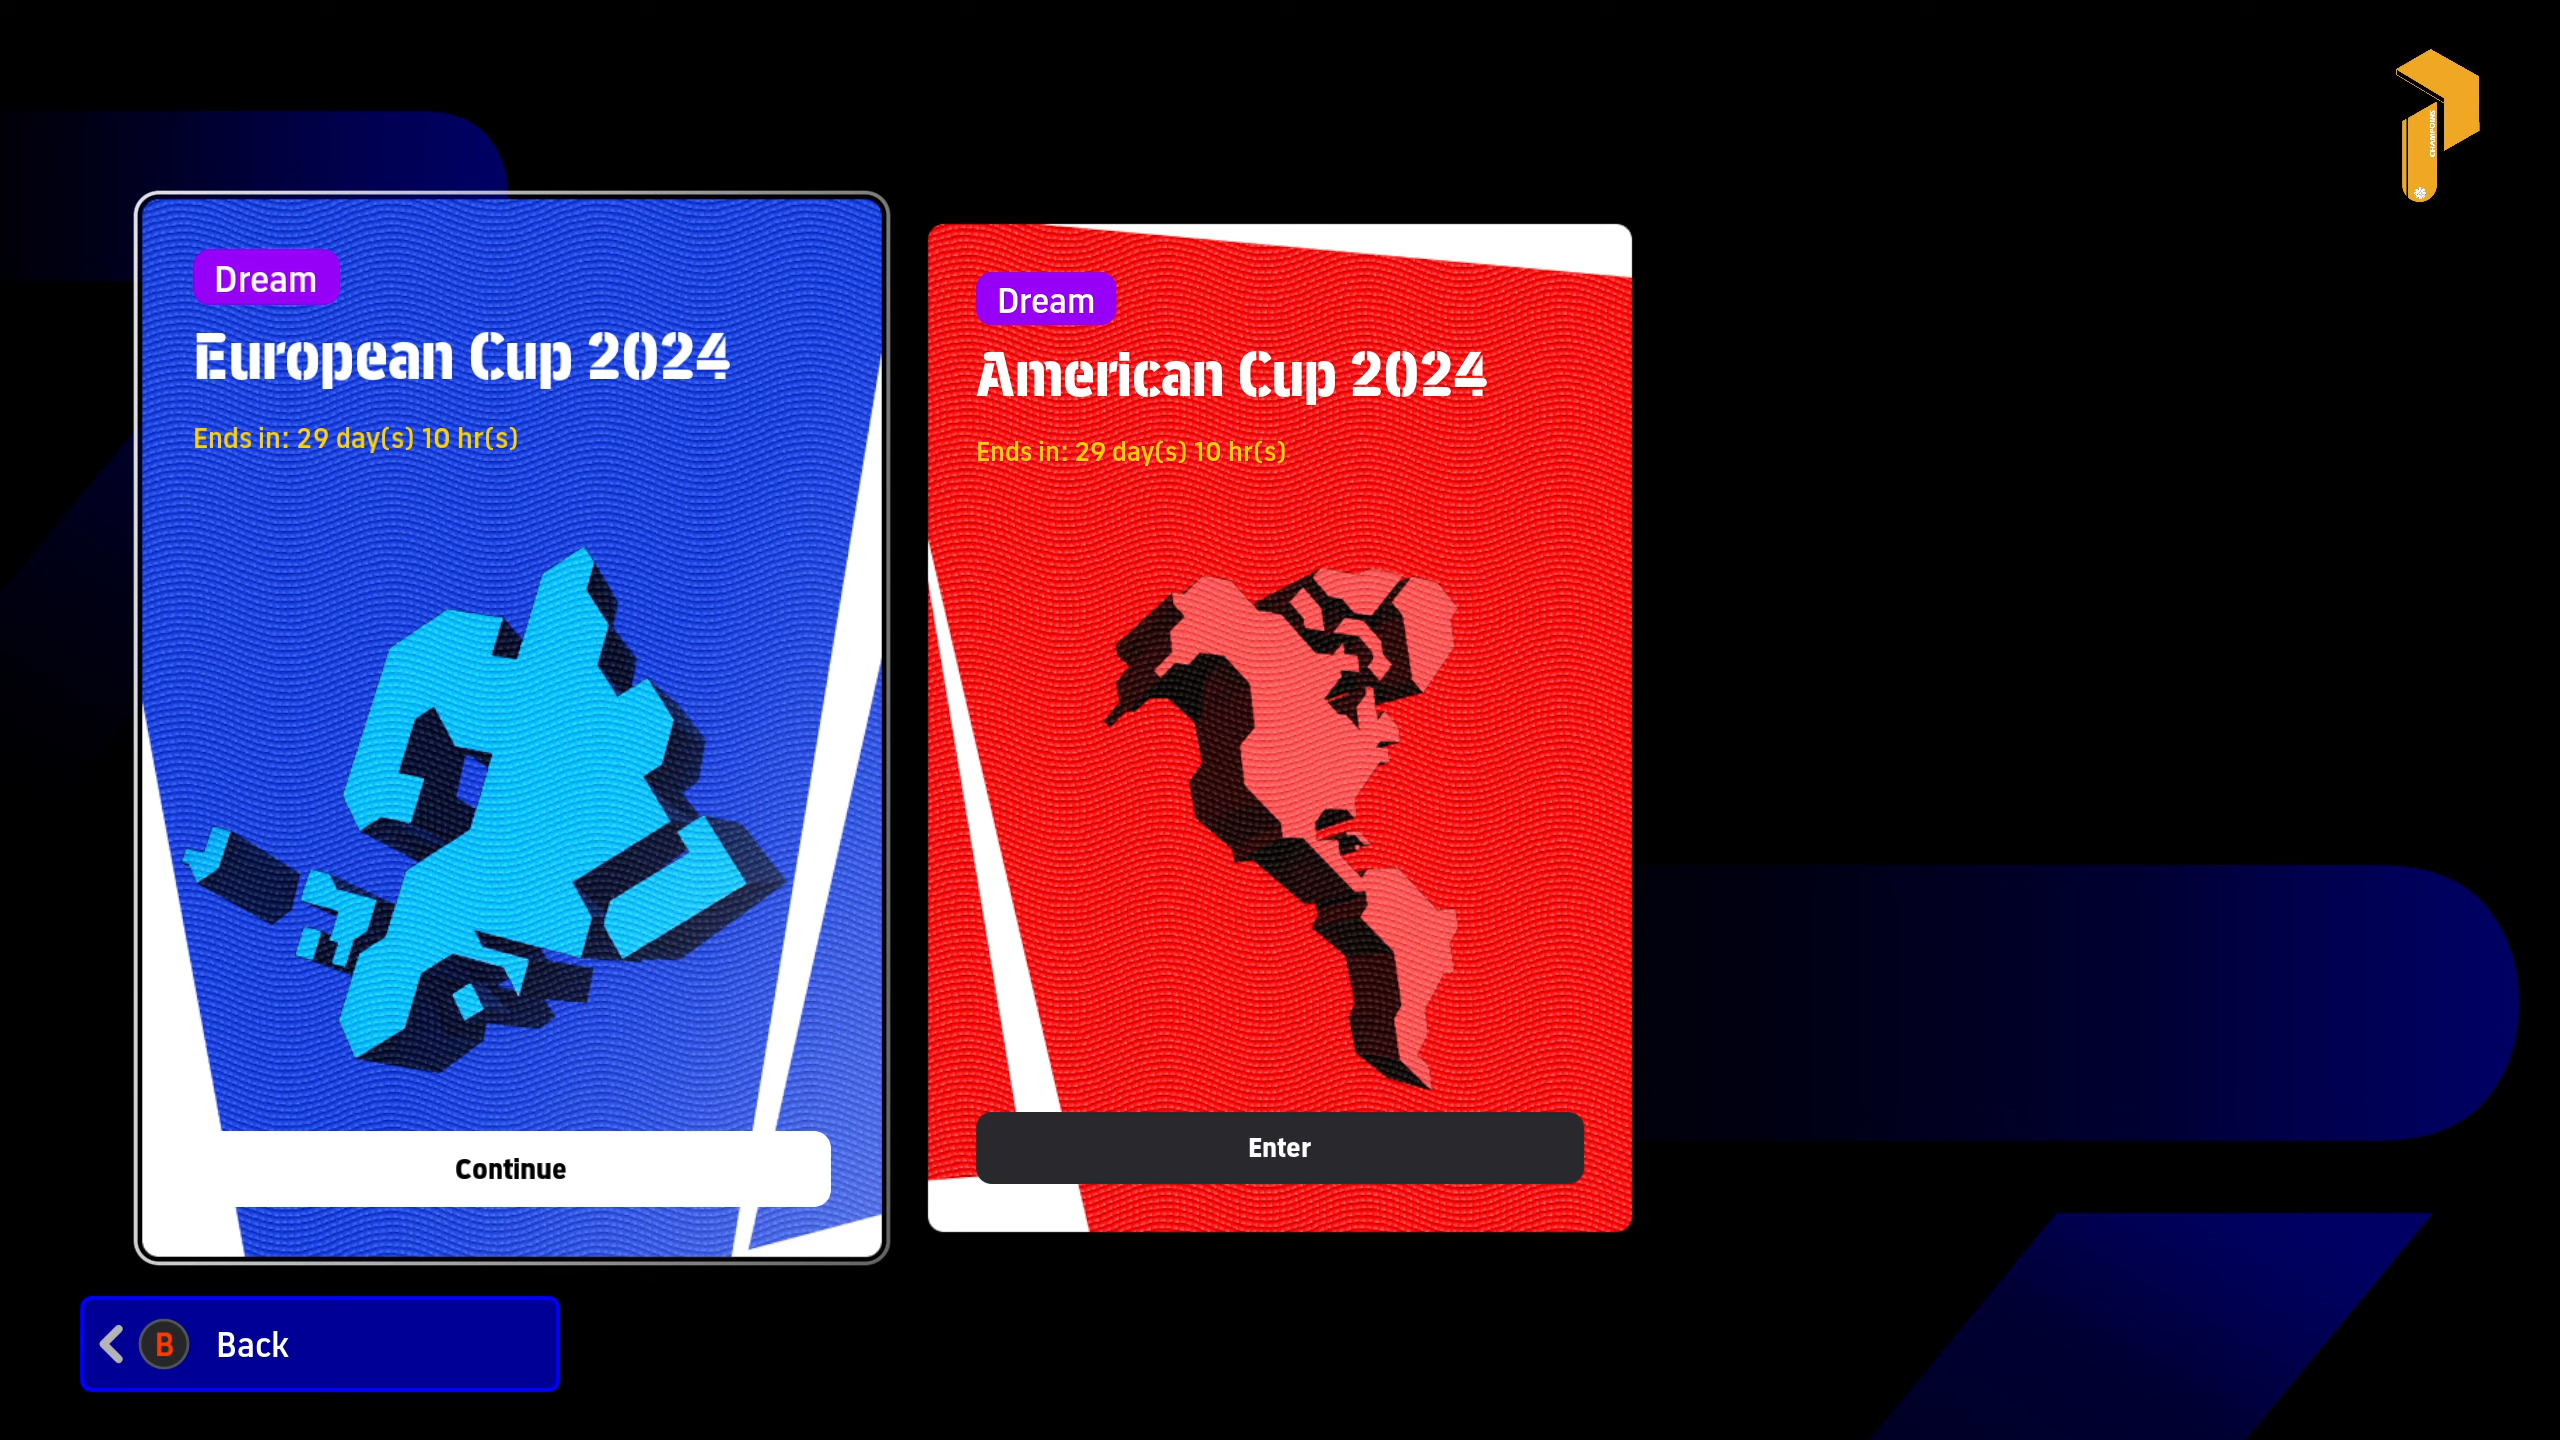 Dream
European Cup 2024
Ends in: 29 day(s) 10 hr(s)
Continue
Dream
American Cup 2024
Ends in: 29 day(s) 10 hr(s)
Enter
B Back
CHAMPOINS